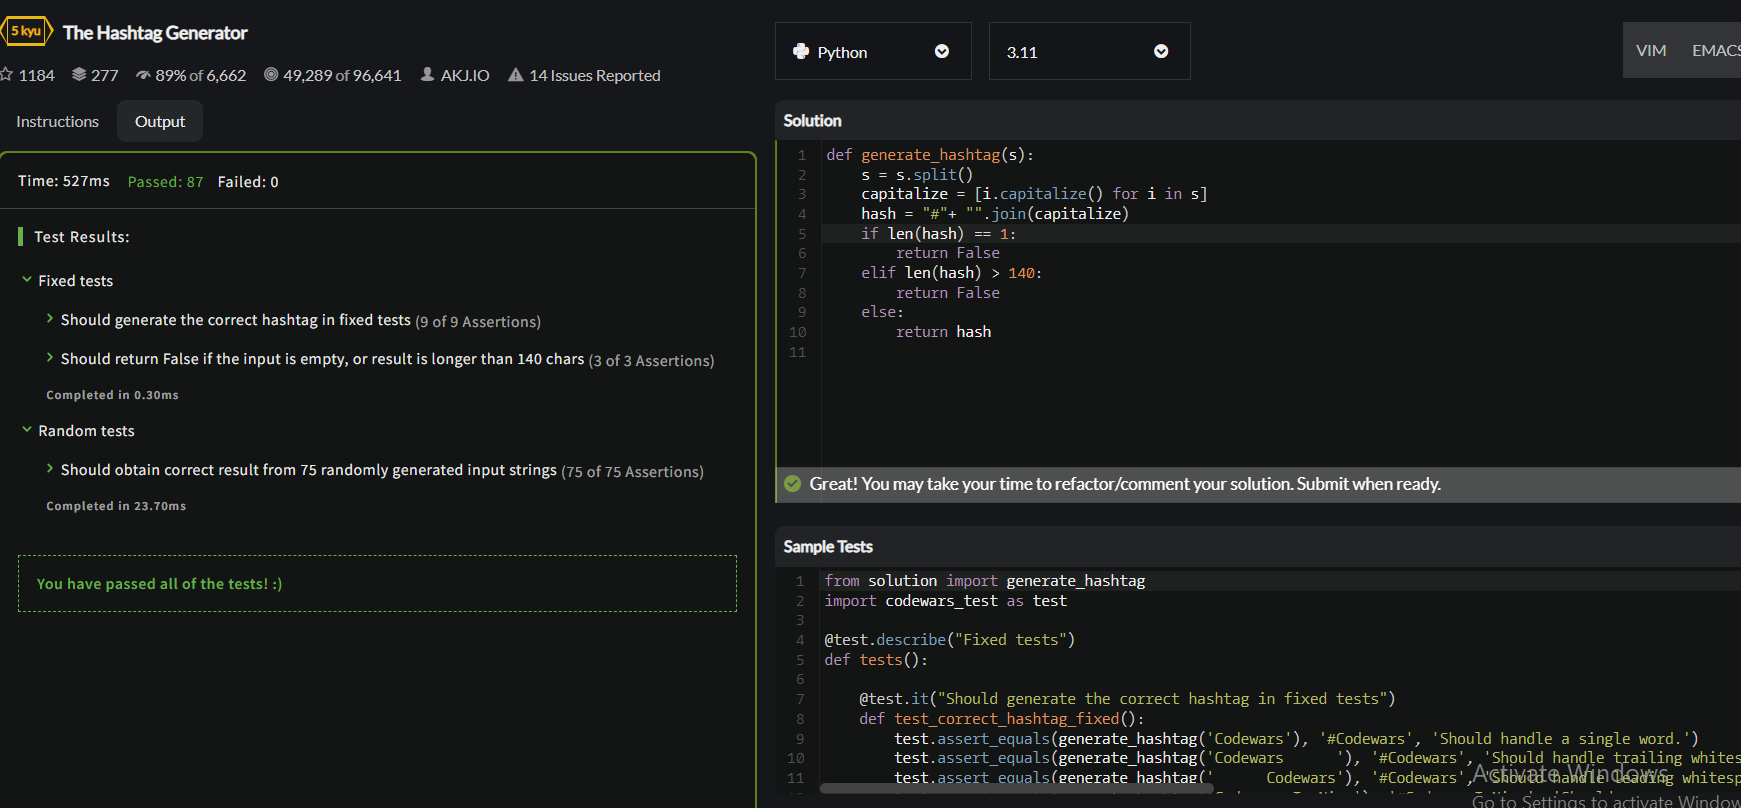 5 kyu The Hashtag Generator
1184 277 89% of 6,662 49,289 of 96,641 AKJ.IO 14 Issues Reported
Instructions Output
Time: 527ms Passed: 87 Failed: 0
Test Results:
Fixed tests
Should generate the correct hashtag in fixed tests (9 of 9 Assertions)
Should return False if the input is empty, or result is longer than 140 chars (3 of 3 Assertions)
Completed in 0.30ms
Random tests
Should obtain correct result from 75 randomly generated input strings (75 of 75 Assertions)
Completed in 23.70ms
You have passed all of the tests! :)
Python 3.11 VIM EMACS
Solution
1 def generate_hashtag(s):
2 s = s.split()
3 capitalize = [i.capitalize() for i in s]
4 hash = "#"+ "".join(capitalize)
5 if len(hash) == 1:
6 return False
7 elif len(hash) > 140:
8 return False
9 else:
10 return hash
11
Great! You may take your time to refactor/comment your solution. Submit when ready.
Sample Tests
1 from solution import generate_hashtag
2 import codewars_test as test
3
4 @test.describe("Fixed tests")
5 def tests():
6
7 @test.it("Should generate the correct hashtag in fixed tests")
8 def test_correct_hashtag_fixed():
9 test.assert_equals(generate_hashtag('Codewars'), '#Codewars', 'Should handle a single word.')
10 test.assert_equals(generate_hashtag('Codewars      '), '#Codewars', 'Should handle trailing whites
11 test.assert_equals(generate_hashtag('      Codewars'), '#Codewars', 'Should handle leading whitesp
Activate Windows
Go to Settings to activate Window